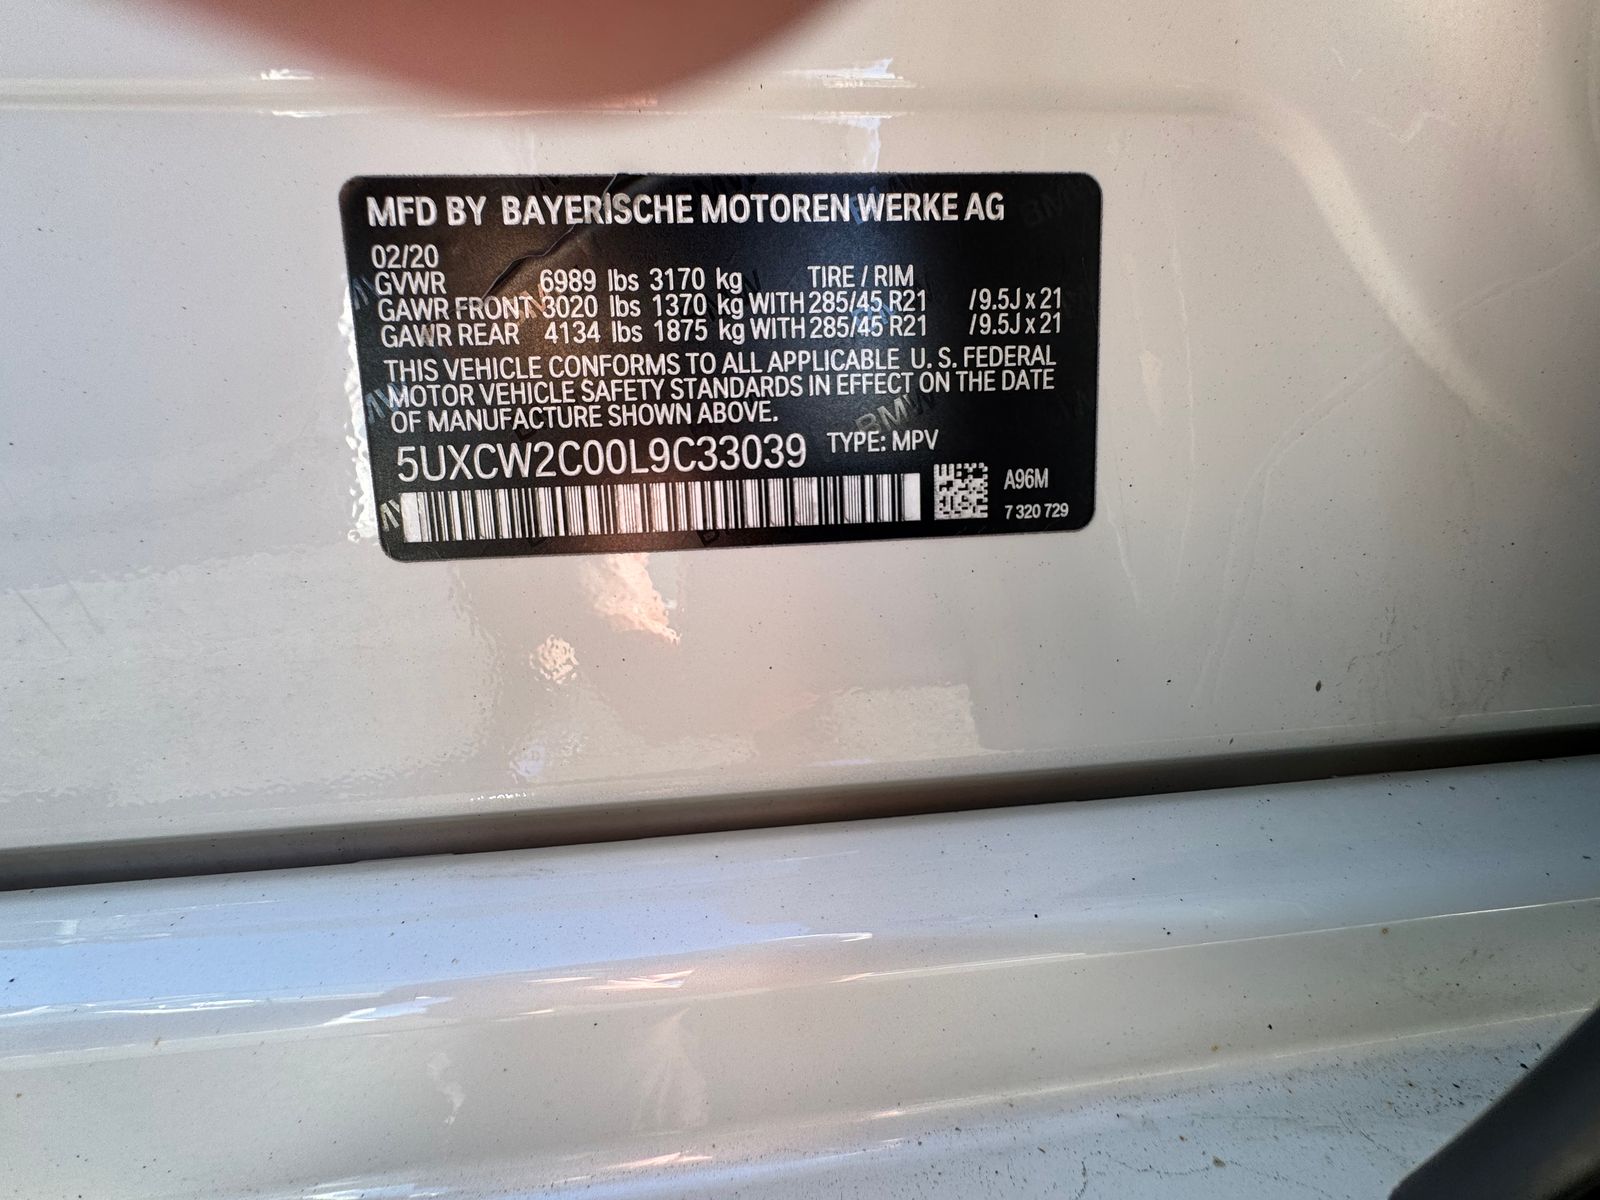 MFD BY BAYERISCHE MOTOREN WERKE AG
02/20
GVWR 6989 lbs 3170 kg TIRE / RIM
GAWR FRONT 3020 lbs 1370 kg WITH 285/45 R21 /9.5J x 21
GAWR REAR 4134 lbs 1875 kg WITH 285/45 R21 /9.5J x 21
THIS VEHICLE CONFORMS TO ALL APPLICABLE U. S. FEDERAL
MOTOR VEHICLE SAFETY STANDARDS IN EFFECT ON THE DATE
OF MANUFACTURE SHOWN ABOVE.
5UXCW2C00L9C33039 TYPE: MPV
A96M
7 320 729